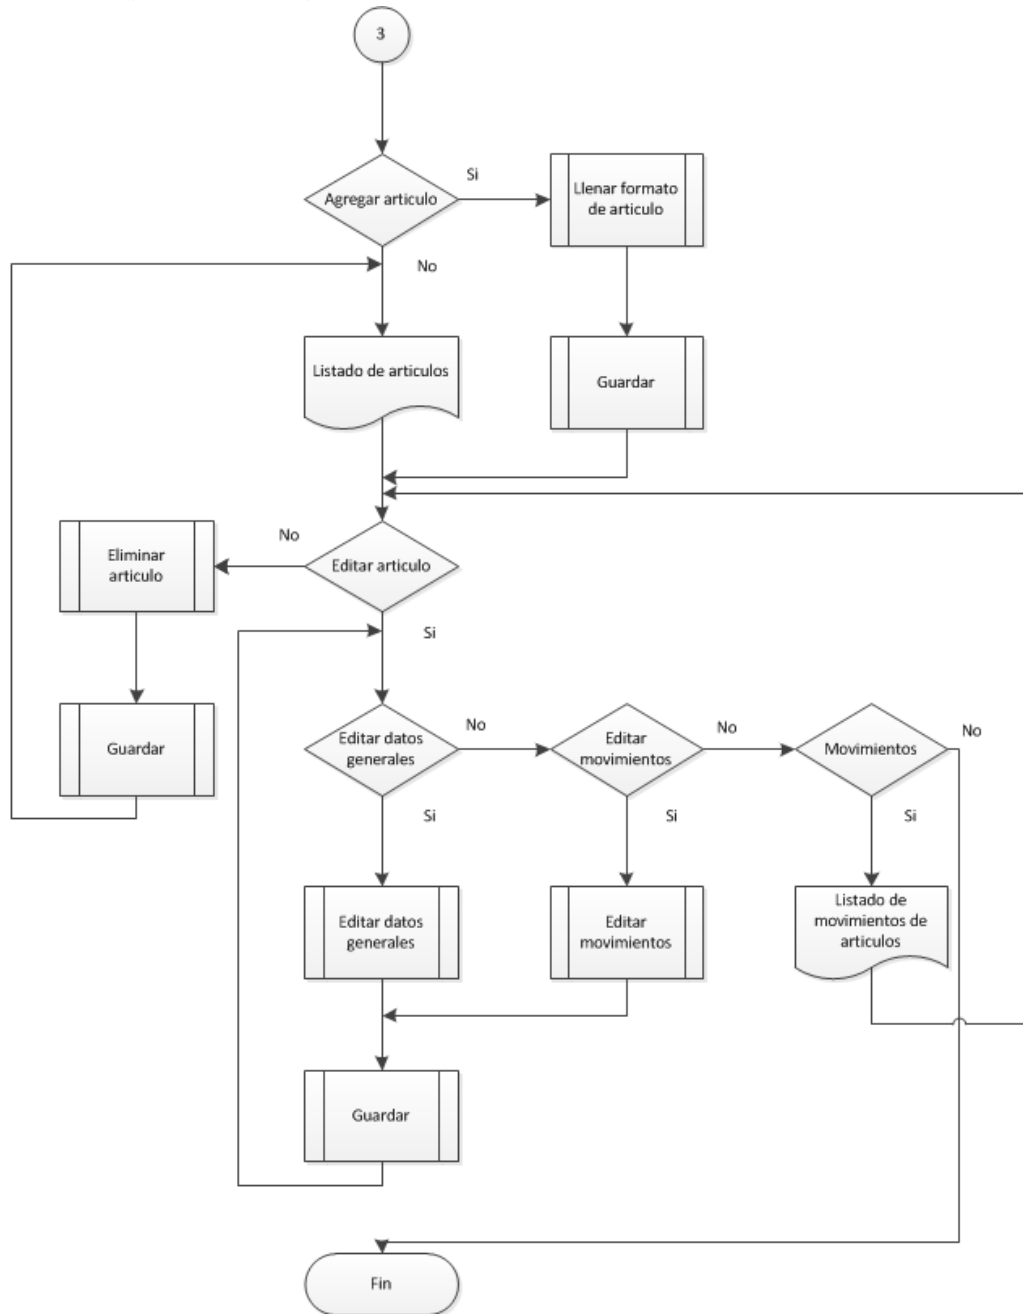 3
Agregar articulo
Si
Llenar formato
de articulo
No
Listado de articulos
Guardar
No
Eliminar
articulo
Editar articulo
Si
Guardar
Editar datos
generales
No
Editar
movimientos
No
Movimientos
No
Si
Si
Si
Editar datos
generales
Editar
movimientos
Listado de
movimientos de
articulos
Guardar
Fin